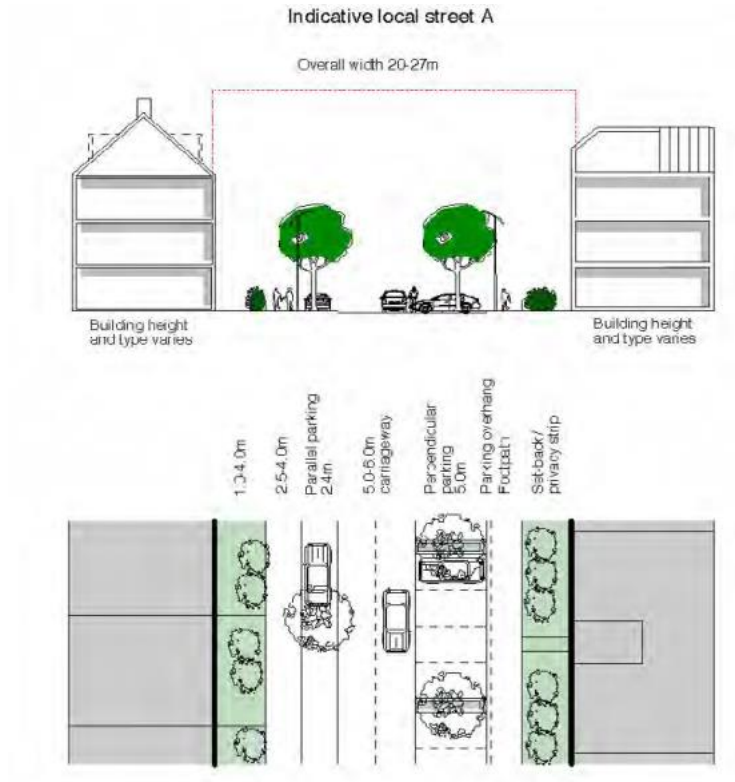 Indicative local street A
Overall width 20-27m
Building height
and type varies
Building height
and type varies
1.0-4.0m
2.5-4.0m
Parallel parking
2.4m
5.0-6.0m
carriageway
Perpendicular
parking
5.0m
Parking overhang
Footpath
Set-back /
privacy strip